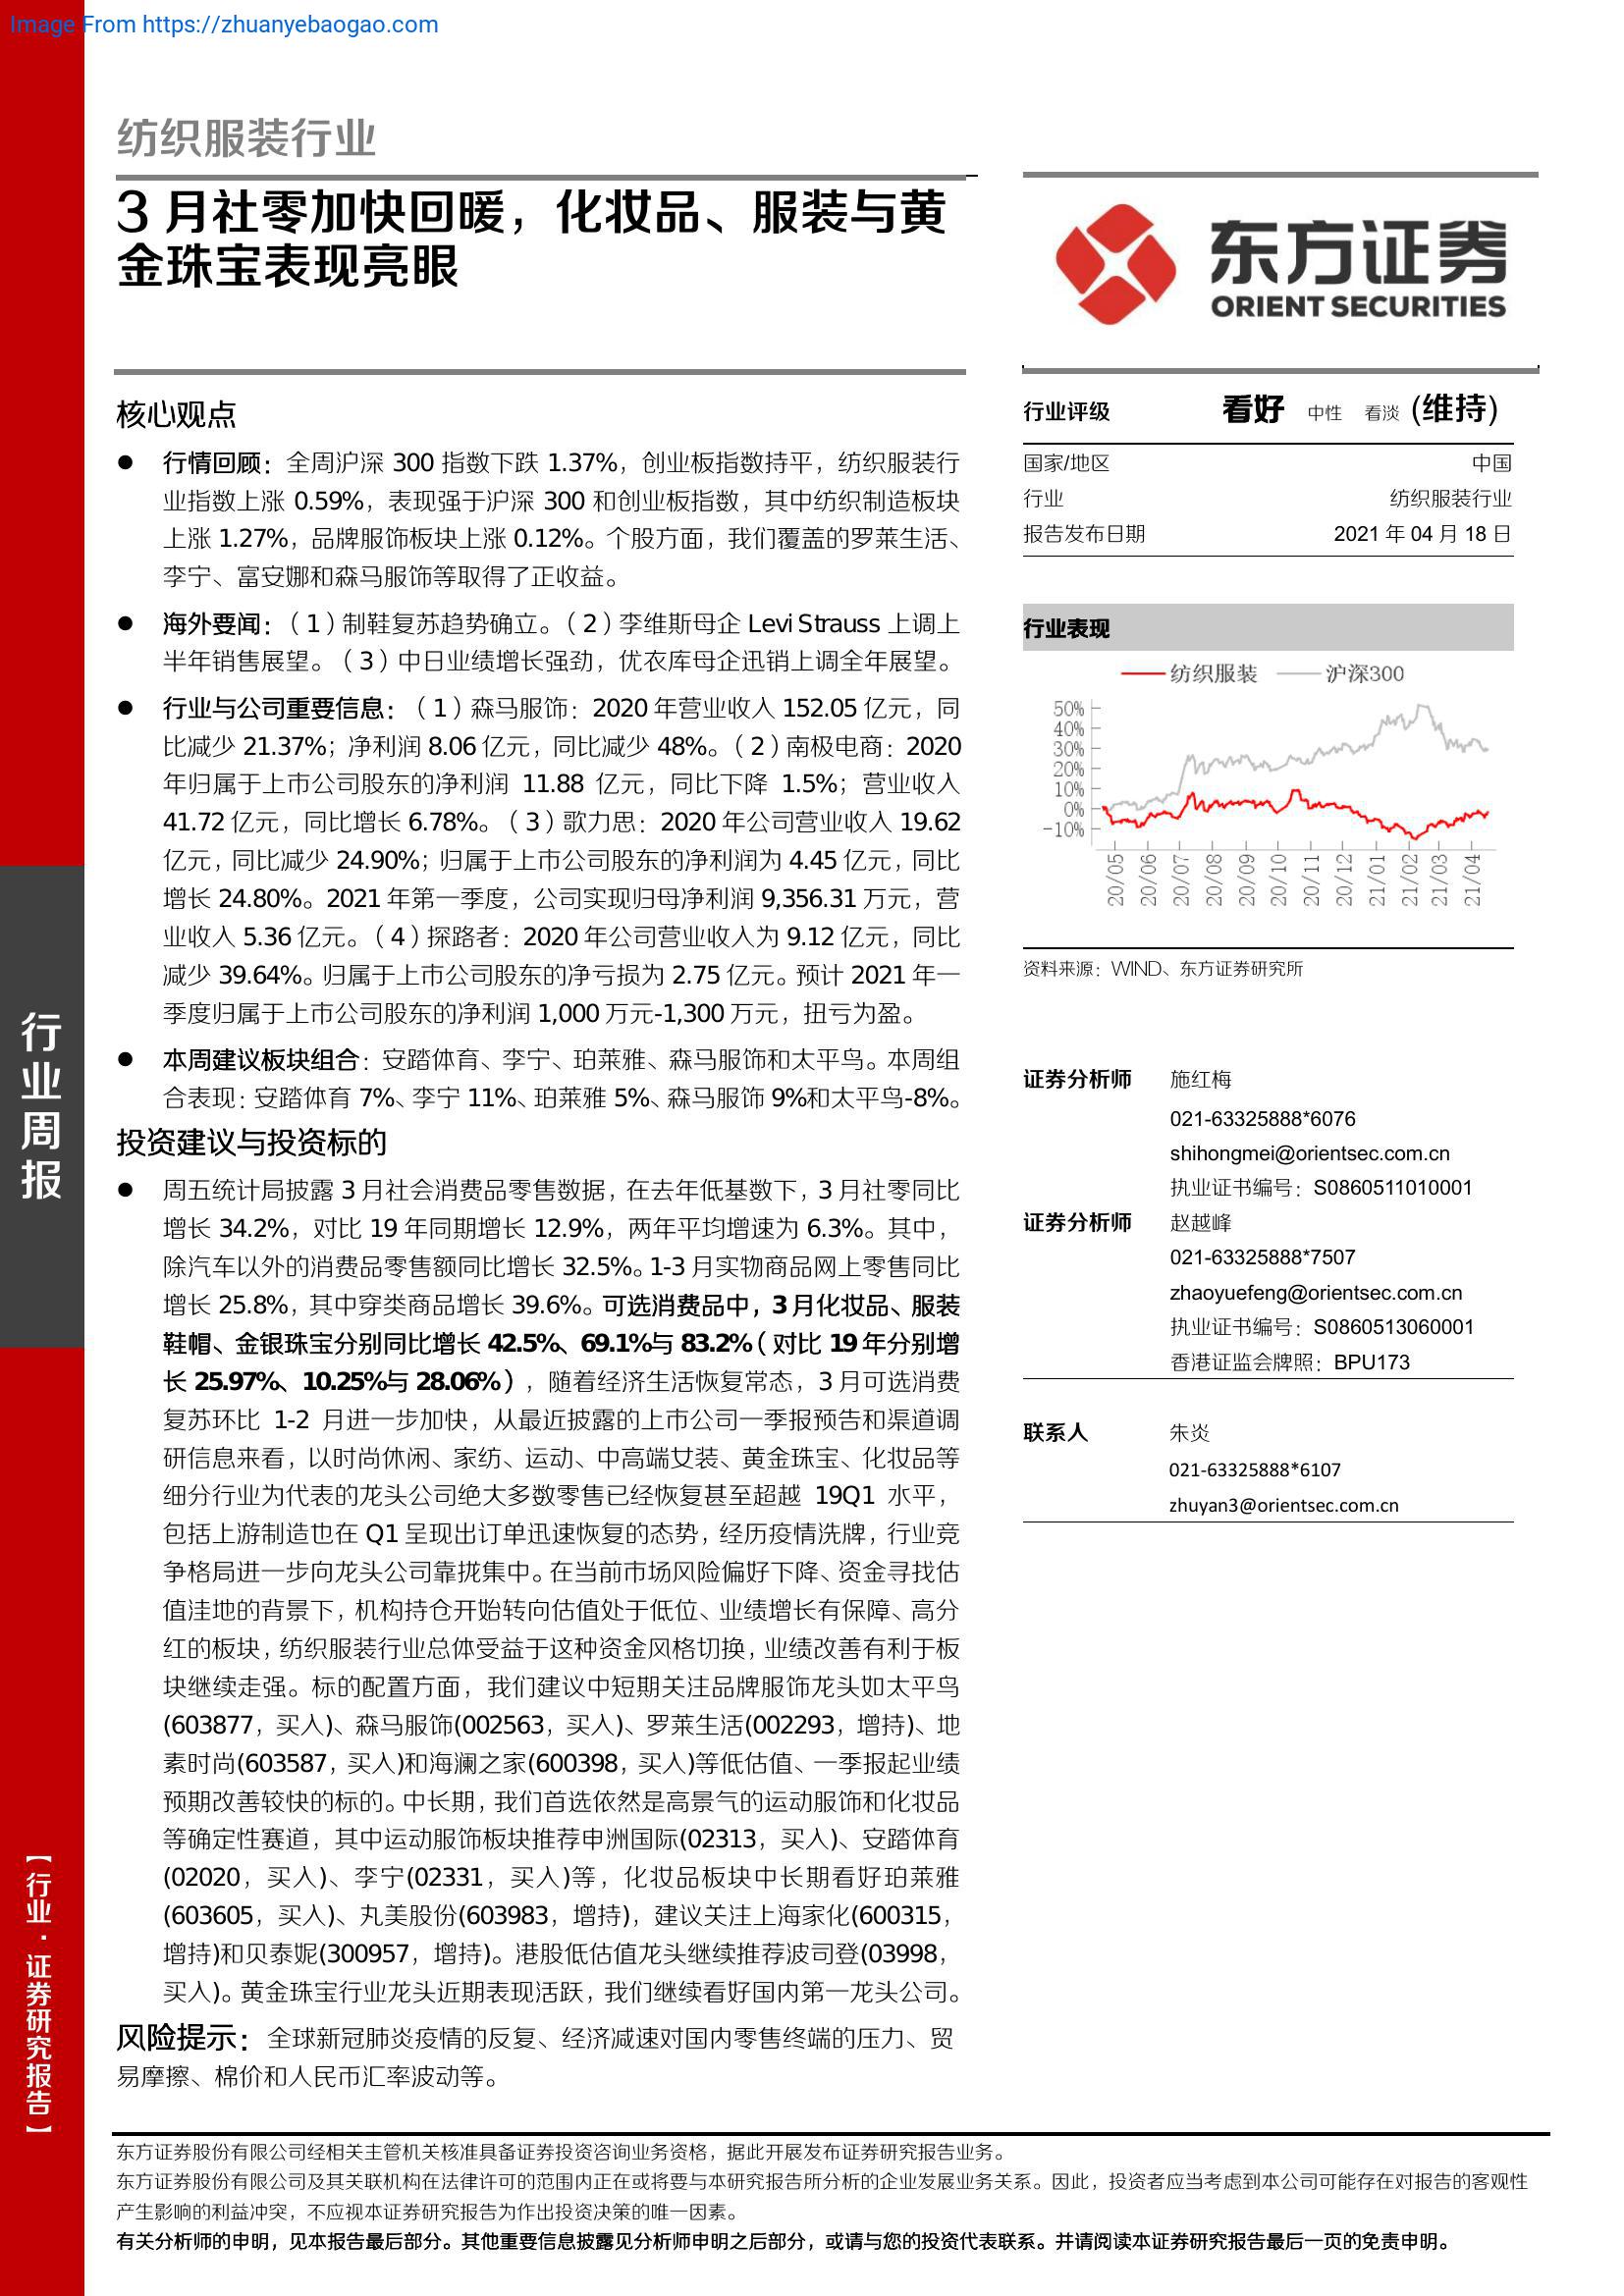 Image From https://zhuanyebaogao.com
纺织服装行业
3 月社零加快回暖，化妆品、服装与黄
金珠宝表现亮眼
东方证券
ORIENT SECURITIES
核心观点
● 行情回顾：全周沪深 300 指数下跌 1.37%，创业板指数持平，纺织服装行
业指数上涨 0.59%，表现强于沪深 300 和创业板指数，其中纺织制造板块
上涨 1.27%，品牌服饰板块上涨 0.12%。个股方面，我们覆盖的罗莱生活、
李宁、富安娜和森马服饰等取得了正收益。
● 海外要闻：（1）制鞋复苏趋势确立。（2）李维斯母企 Levi Strauss 上调上
半年销售展望。（3）中日业绩增长强劲，优衣库母企迅销上调全年展望。
● 行业与公司重要信息：（1）森马服饰：2020 年营业收入 152.05 亿元，同
比减少 21.37%；净利润 8.06 亿元，同比减少 48%。（2）南极电商：2020
年归属于上市公司股东的净利润 11.88 亿元，同比下降 1.5%；营业收入
41.72 亿元，同比增长 6.78%。（3）歌力思：2020 年公司营业收入 19.62
亿元，同比减少 24.90%；归属于上市公司股东的净利润为 4.45 亿元，同比
增长 24.80%。2021 年第一季度，公司实现归母净利润 9,356.31 万元，营
业收入 5.36 亿元。（4）探路者：2020 年公司营业收入为 9.12 亿元，同比
减少 39.64%。归属于上市公司股东的净亏损为 2.75 亿元。预计 2021 年一
季度归属于上市公司股东的净利润 1,000 万元-1,300 万元，扭亏为盈。
● 本周建议板块组合：安踏体育、李宁、珀莱雅、森马服饰和太平鸟。本周组
合表现：安踏体育 7%、李宁 11%、珀莱雅 5%、森马服饰 9%和太平鸟-8%。
投资建议与投资标的
● 周五统计局披露 3 月社会消费品零售数据，在去年低基数下，3 月社零同比
增长 34.2%，对比 19 年同期增长 12.9%，两年平均增速为 6.3%。其中，
除汽车以外的消费品零售额同比增长 32.5%。1-3 月实物商品网上零售同比
增长 25.8%，其中穿类商品增长 39.6%。可选消费品中，3 月化妆品、服装
鞋帽、金银珠宝分别同比增长 42.5%、69.1%与 83.2%（对比 19 年分别增
长 25.97%、10.25%与 28.06%），随着经济生活恢复常态，3 月可选消费
复苏环比 1-2 月进一步加快，从最近披露的上市公司一季报预告和渠道调
研信息来看，以时尚休闲、家纺、运动、中高端女装、黄金珠宝、化妆品等
细分行业为代表的龙头公司绝大多数零售已经恢复甚至超越 19Q1 水平，
包括上游制造也在 Q1 呈现出订单迅速恢复的态势，经历疫情洗牌，行业竞
争格局进一步向龙头公司靠拢集中。在当前市场风险偏好下降、资金寻找估
值洼地的背景下，机构持仓开始转向估值处于低位、业绩增长有保障、高分
红的板块，纺织服装行业总体受益于这种资金风格切换，业绩改善有利于板
块继续走强。标的配置方面，我们建议中短期关注品牌服饰龙头如太平鸟
(603877，买入)、森马服饰(002563，买入)、罗莱生活(002293，增持)、地
素时尚(603587，买入)和海澜之家(600398，买入)等低估值、一季报起业绩
预期改善较快的标的。中长期，我们首选依然是高景气的运动服饰和化妆品
等确定性赛道，其中运动服饰板块推荐申洲国际(02313，买入)、安踏体育
(02020，买入)、李宁(02331，买入)等，化妆品板块中长期看好珀莱雅
(603605，买入)、丸美股份(603983，增持)，建议关注上海家化(600315，
增持)和贝泰妮(300957，增持)。港股低估值龙头继续推荐波司登(03998，
买入)。黄金珠宝行业龙头近期表现活跃，我们继续看好国内第一龙头公司。
风险提示：全球新冠肺炎疫情的反复、经济减速对国内零售终端的压力、贸
易摩擦、棉价和人民币汇率波动等。
行业评级 看好 中性 看淡 (维持)
国家/地区 中国
行业 纺织服装行业
报告发布日期 2021 年 04 月 18 日
行业表现
纺织服装 沪深300
50%
40%
30%
20%
10%
0%
-10%
20/05 20/06 20/07 20/08 20/09 20/10 20/11 20/12 21/01 21/02 21/03 21/04
资料来源：WIND、东方证券研究所
证券分析师 施红梅
021-63325888*6076
shihongmei@orientsec.com.cn
执业证书编号：S0860511010001
证券分析师 赵越峰
021-63325888*7507
zhaoyuefeng@orientsec.com.cn
执业证书编号：S0860513060001
香港证监会牌照：BPU173
联系人 朱炎
021-63325888*6107
zhuyan3@orientsec.com.cn
行业周报
【行业·证券研究报告】
东方证券股份有限公司经相关主管机关核准具备证券投资咨询业务资格，据此开展发布证券研究报告业务。
东方证券股份有限公司及其关联机构在法律许可的范围内正在或将要与本研究报告所分析的企业发展业务关系。因此，投资者应当考虑到本公司可能存在对报告的客观性
产生影响的利益冲突，不应视本证券研究报告为作出投资决策的唯一因素。
有关分析师的申明，见本报告最后部分。其他重要信息披露见分析师申明之后部分，或请与您的投资代表联系。并请阅读本证券研究报告最后一页的免责申明。